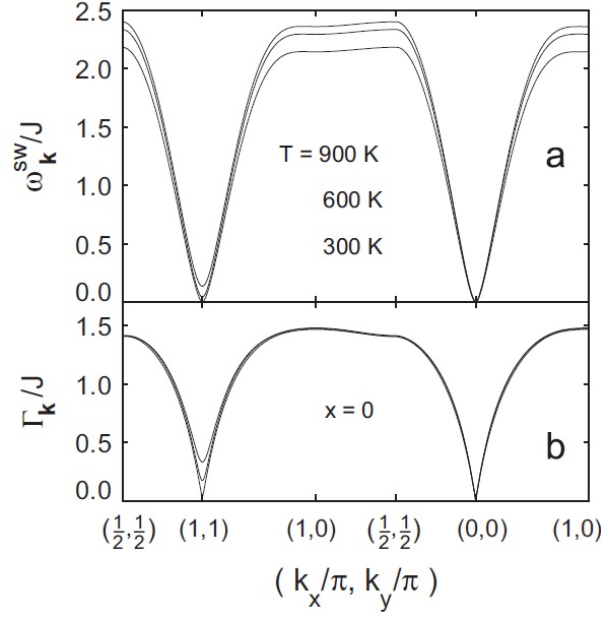 2.5
2.0
1.5
1.0
0.5
0.0
ω_k^sw/J
T = 900 K
600 K
300 K
a
1.5
1.0
0.5
0.0
Γ_k/J
x = 0
b
(1/2,1/2) (1,1) (1,0) (1/2,1/2) (0,0) (1,0)
( k_x/π, k_y/π )